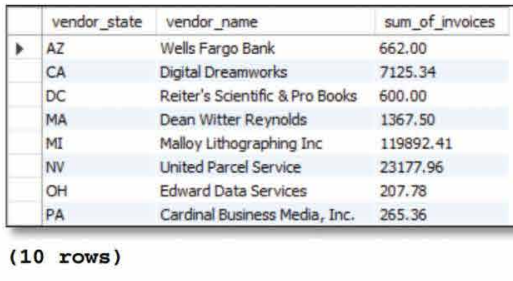 vendor_state vendor_name sum_of_invoices
AZ Wells Fargo Bank 662.00
CA Digital Dreamworks 7125.34
DC Reiter's Scientific & Pro Books 600.00
MA Dean Witter Reynolds 1367.50
MI Malloy Lithographing Inc 119892.41
NV United Parcel Service 23177.96
OH Edward Data Services 207.78
PA Cardinal Business Media, Inc. 265.36
(10 rows)